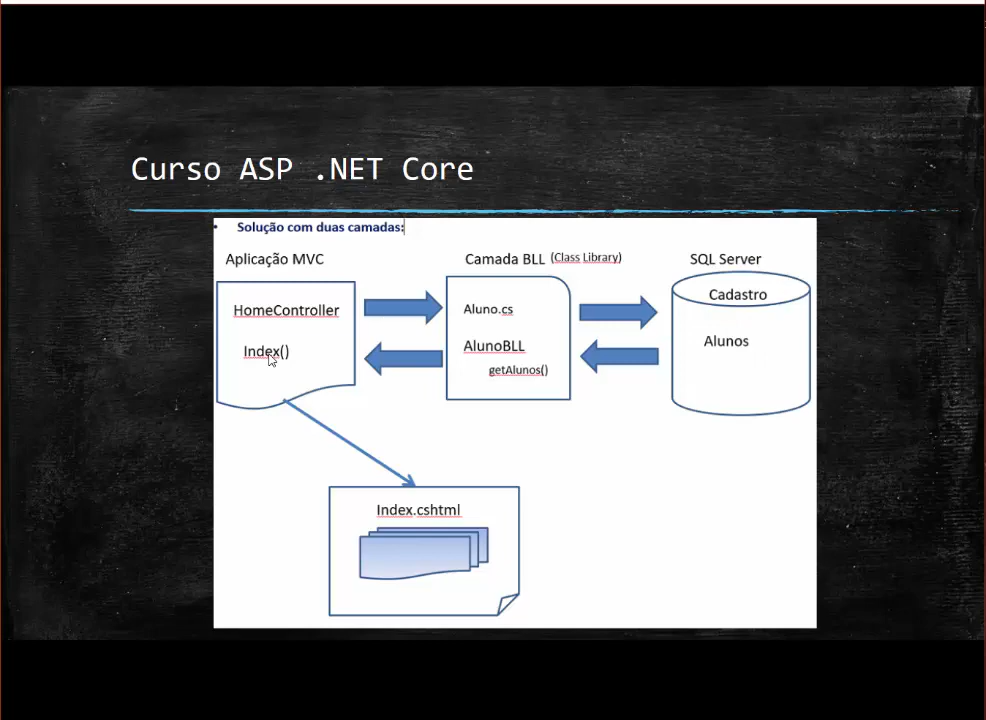 Curso ASP .NET Core
• Solução com duas camadas:
Aplicação MVC
Camada BLL (Class Library)
SQL Server
HomeController
Index()
Aluno.cs
AlunoBLL
getAlunos()
Cadastro
Alunos
Index.cshtml